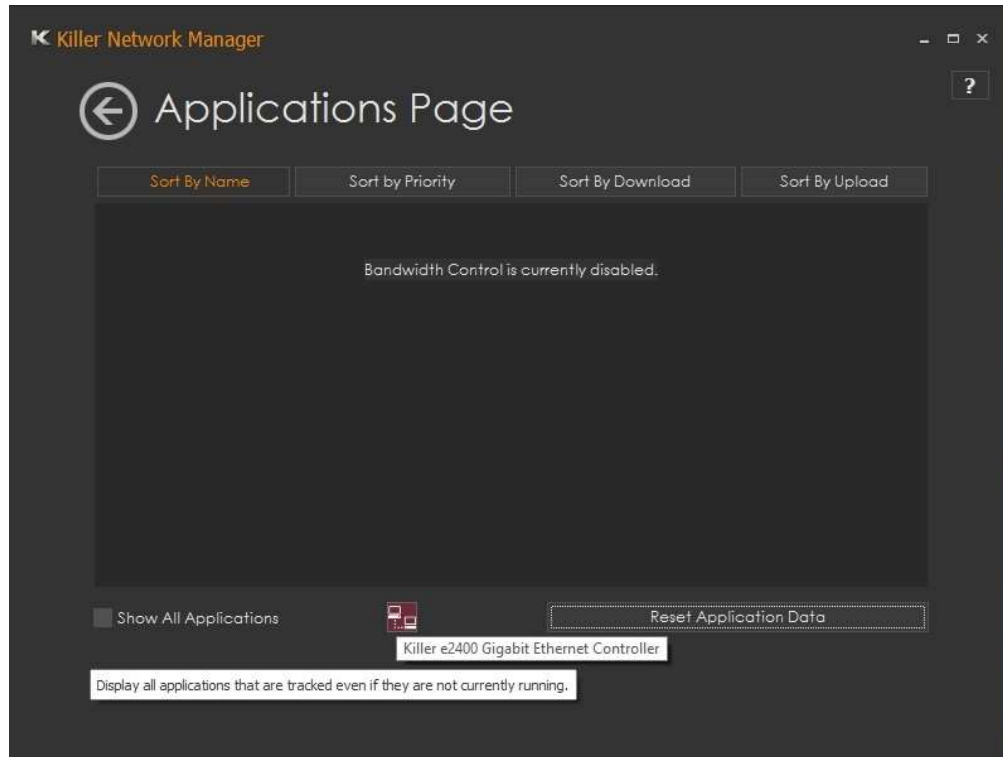 Killer Network Manager
?
Applications Page
Sort By Name Sort by Priority Sort By Download Sort By Upload
Bandwidth Control is currently disabled.
Show All Applications Reset Application Data
Killer e2400 Gigabit Ethernet Controller
Display all applications that are tracked even if they are not currently running.